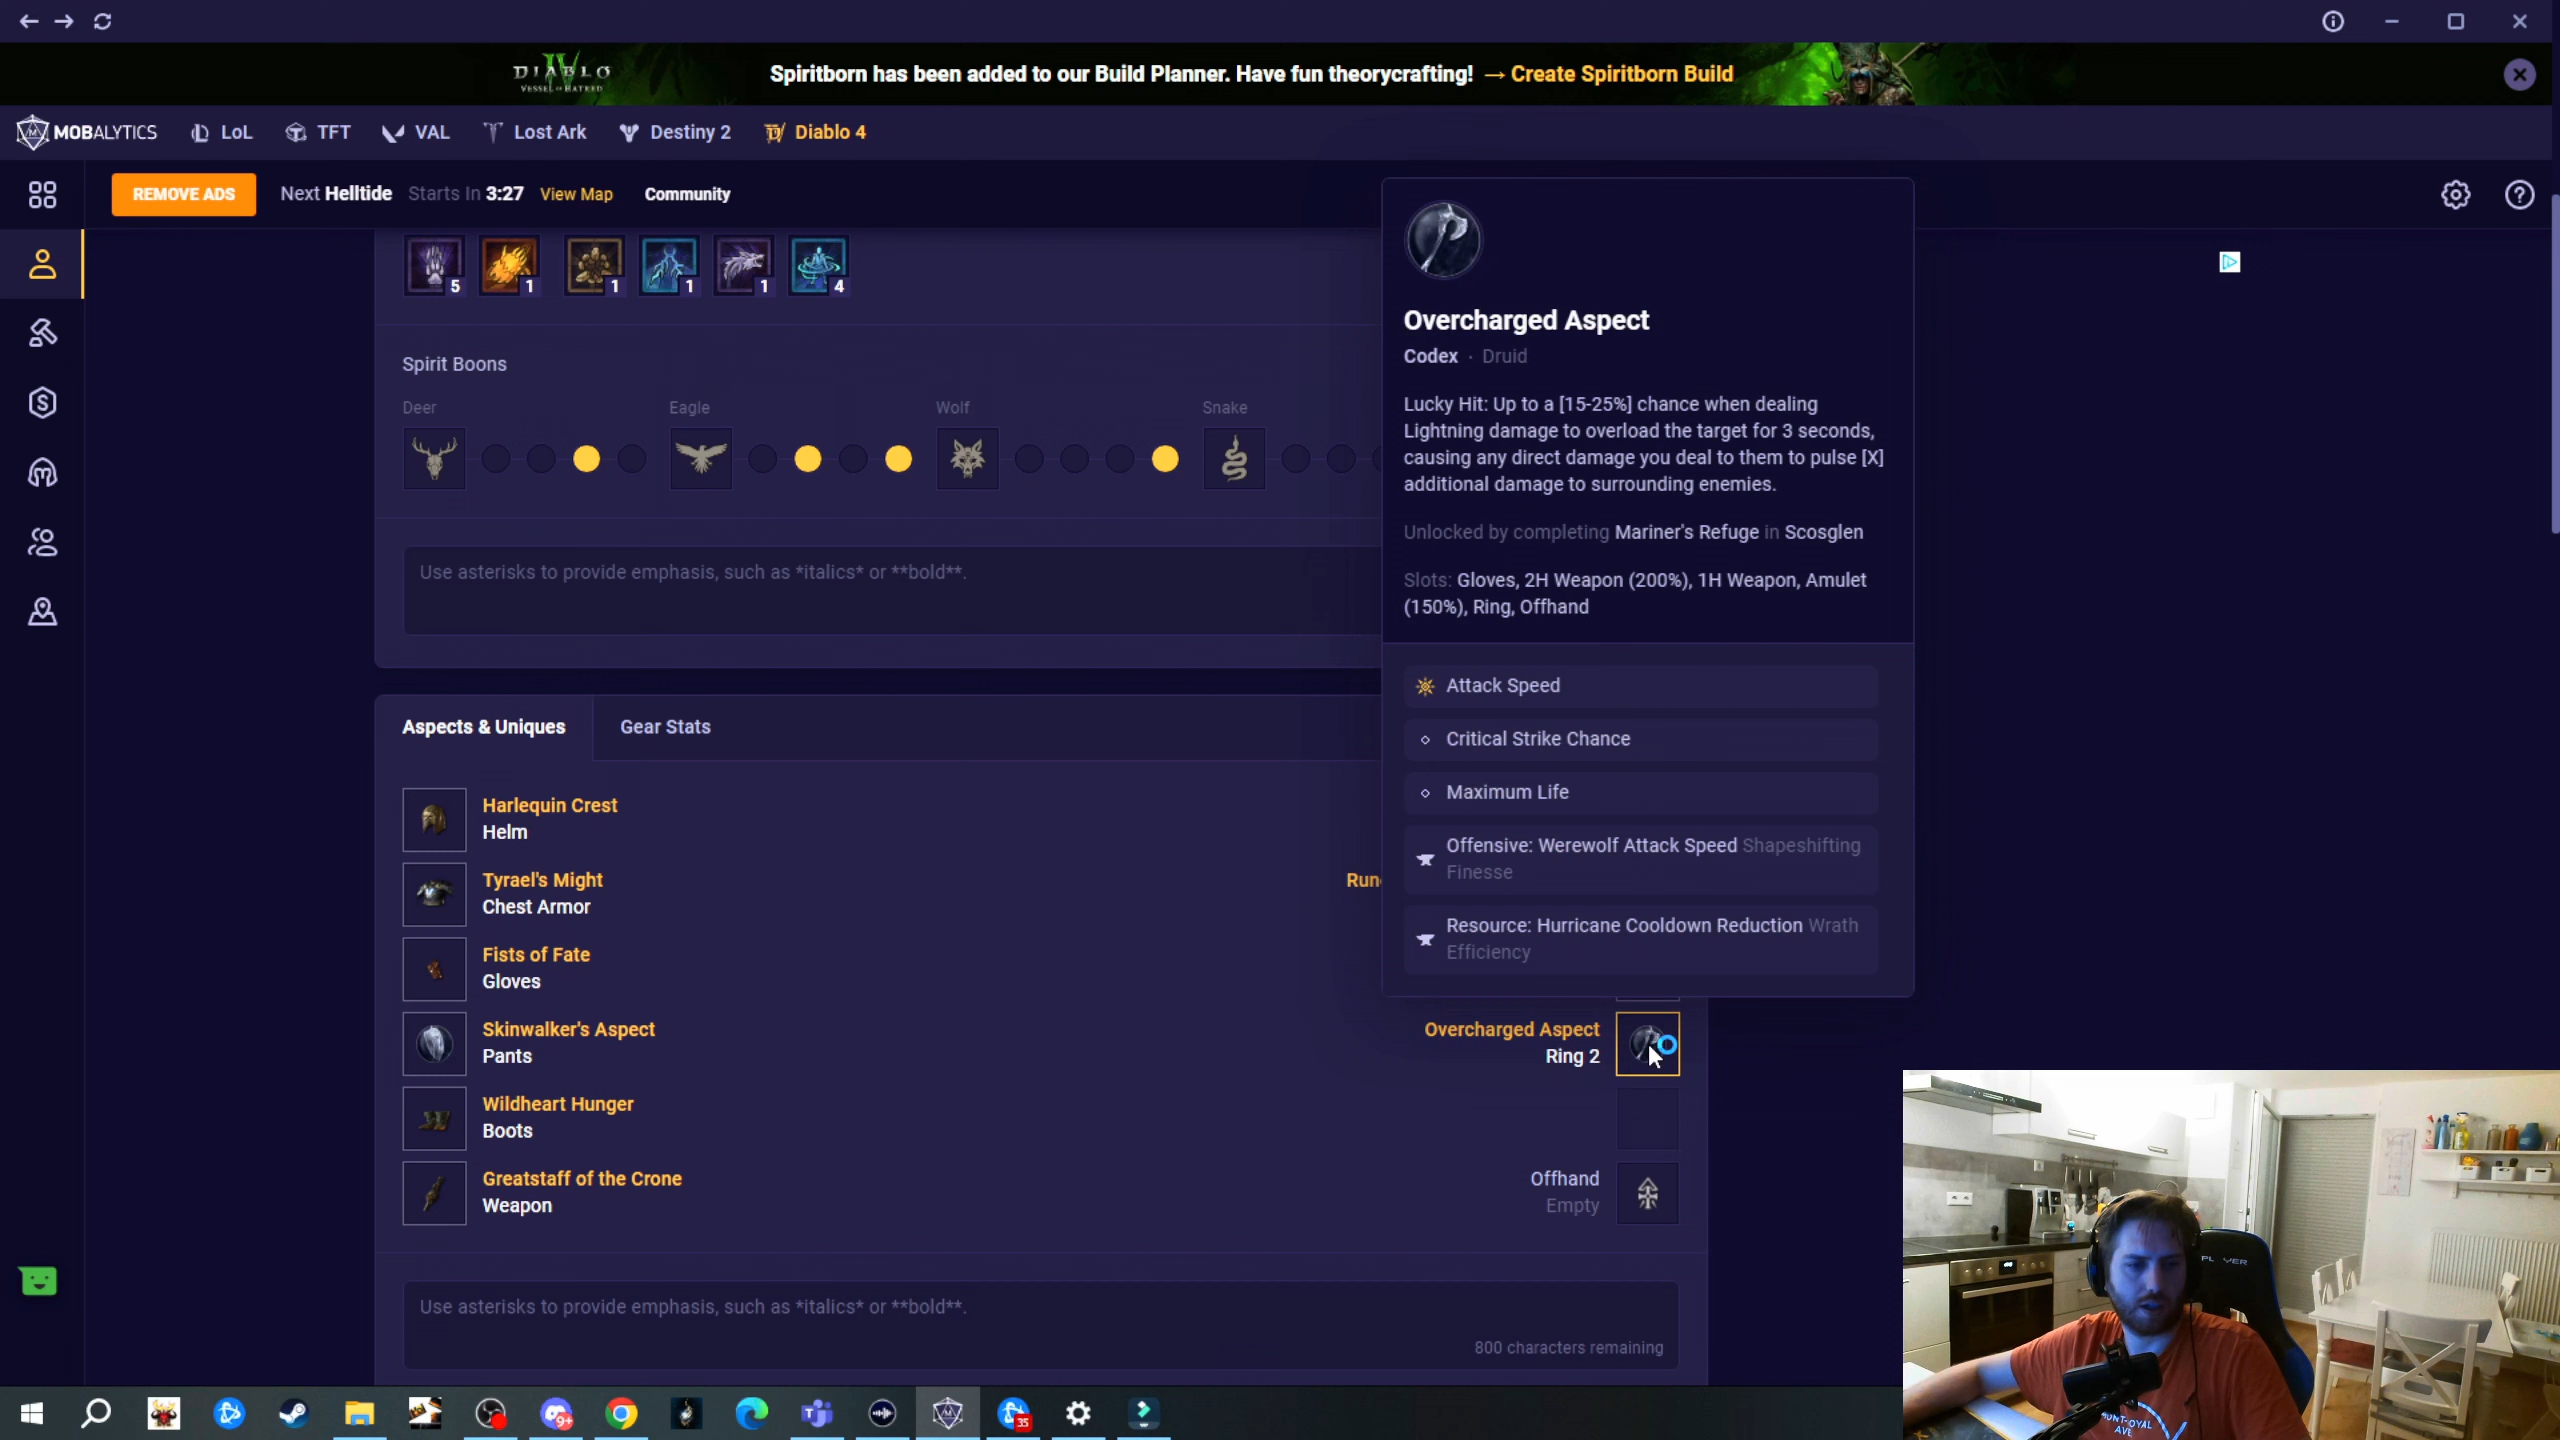 DIABLO
VESSEL OF HATRED
Spiritborn has been added to our Build Planner. Have fun theorycrafting! → Create Spiritborn Build
MOBALYTICS
LoL
TFT
VAL
Lost Ark
Destiny 2
Diablo 4
REMOVE ADS
Next Helltide Starts In 3:27 View Map
Community
5
1
1
1
1
4
Spirit Boons
Deer
Eagle
Wolf
Snake
Use asterisks to provide emphasis, such as *italics* or **bold**.
Overcharged Aspect
Codex · Druid
Lucky Hit: Up to a [15-25%] chance when dealing
Lightning damage to overload the target for 3 seconds,
causing any direct damage you deal to them to pulse [X]
additional damage to surrounding enemies.
Unlocked by completing Mariner's Refuge in Scosglen
Slots: Gloves, 2H Weapon (200%), 1H Weapon, Amulet
(150%), Ring, Offhand
Attack Speed
Critical Strike Chance
Maximum Life
Offensive: Werewolf Attack Speed Shapeshifting
Finesse
Resource: Hurricane Cooldown Reduction Wrath
Efficiency
Aspects & Uniques
Gear Stats
Harlequin Crest
Helm
Tyrael's Might
Chest Armor
Run
Fists of Fate
Gloves
Skinwalker's Aspect
Pants
Overcharged Aspect
Ring 2
Wildheart Hunger
Boots
Greatstaff of the Crone
Weapon
Offhand
Empty
Use asterisks to provide emphasis, such as *italics* or **bold**.
800 characters remaining
9+
35